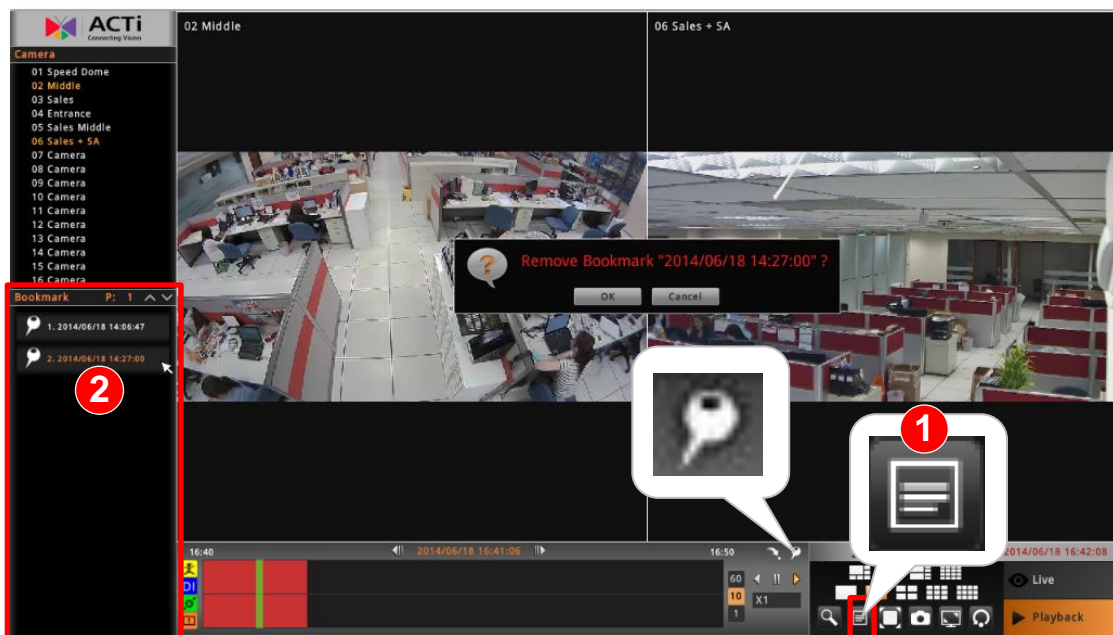 ACTi
Connecting Vision
Camera
01 Speed Dome
02 Middle
03 Sales
04 Entrance
05 Sales Middle
06 Sales + SA
07 Camera
08 Camera
09 Camera
10 Camera
11 Camera
12 Camera
13 Camera
14 Camera
15 Camera
16 Camera
Bookmark P: 1
1. 2014/06/18 14:06:47
2. 2014/06/18 14:27:00
2
02 Middle
06 Sales + SA
Remove Bookmark "2014/06/18 14:27:00" ?
OK Cancel
1
16:40 2014/06/18 16:41:06 16:50
2014/06/18 16:42:08
DI
60
10 X1
1
Live
Playback